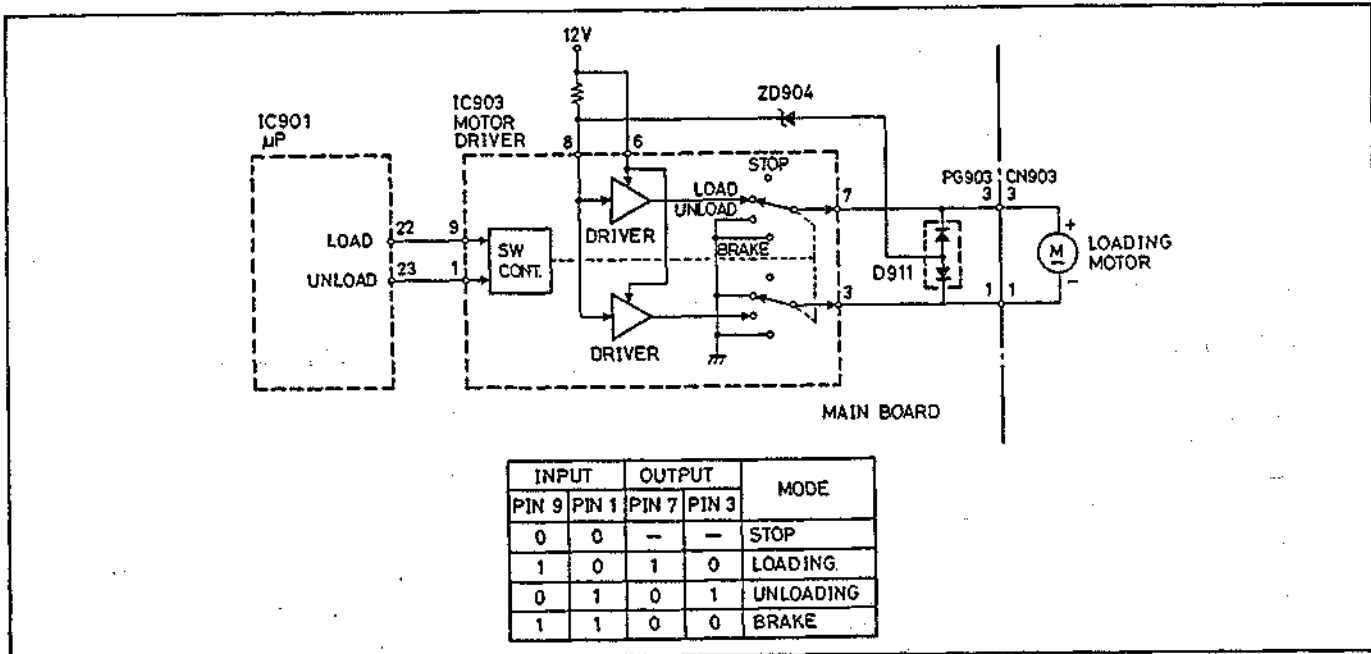 12V
ZD904
IC901
µP
IC903
MOTOR
DRIVER
8
6
STOP
PG903 CN903
3 3
LOAD
UNLOAD
7
22
9
LOAD
DRIVER
BRAKE
+
M
LOADING
MOTOR
SW
CONT.
D911
23
1
UNLOAD
3
1 1
-
DRIVER
MAIN BOARD
INPUT OUTPUT MODE
PIN 9 PIN 1 PIN 7 PIN 3
0 0 — — STOP
1 0 1 0 LOADING.
0 1 0 1 UNLOADING
1 1 0 0 BRAKE